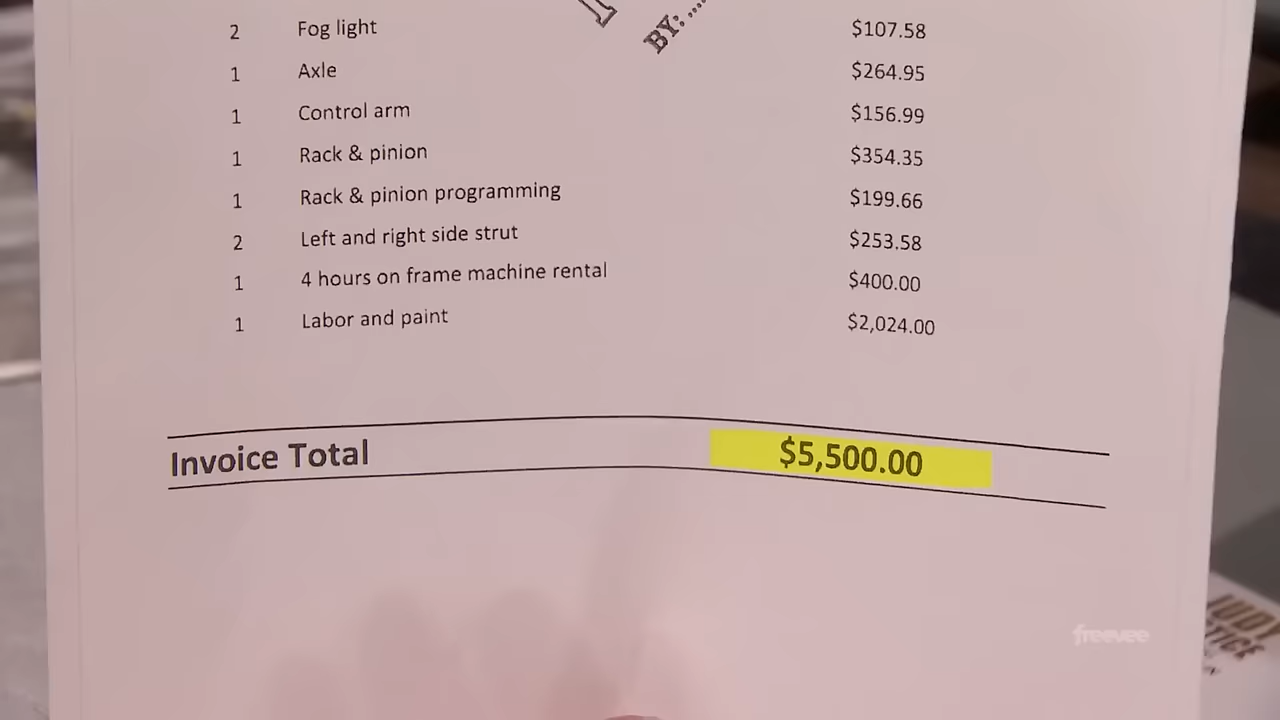 2 Fog light $107.58
1 Axle $264.95
1 Control arm $156.99
1 Rack & pinion $354.35
1 Rack & pinion programming $199.66
2 Left and right side strut $253.58
1 4 hours on frame machine rental $400.00
1 Labor and paint $2,024.00
Invoice Total $5,500.00
BY:....
freevee